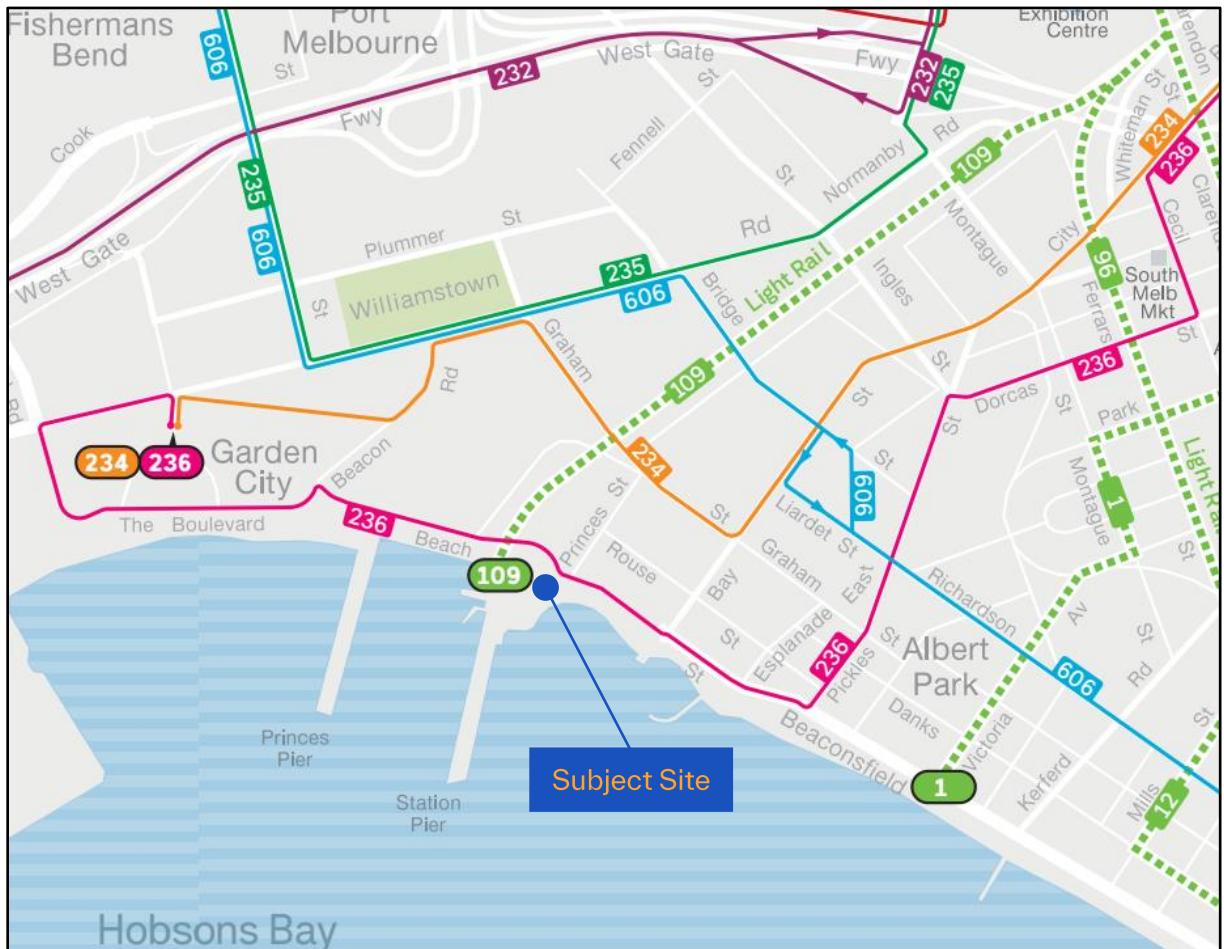 Fishermans
Bend
Port
Melbourne
Exhibition
Centre
606
St
232
West Gate
St
Fwy
232
235
Clarendon
St
Cook
Fwy
Fennell
St
Normanby
Rd
109
Whiteman
St
234
236
235
606
Plummer
St
Rd
Montague
City
Cecil
Clarend
West Gate
St
Williamstown
235
606
Bridge
Light Rail
Ingles
96
South
Melb
Mkt
Ferrars
St
Graham
109
St
236
Rd
Rd
St
Dorcas
St
Park
234
236
Garden
City
Beacon
234
St
St
606
Montague
1
Light Rail
The Boulevard
236
Beach
Princes
St
St
Liardet St
109
Rouse
Graham
East
Richardson
Av
St
Bay
St
Esplanade
236
Pickles
St
Albert
Park
606
Rd
St
St
Danks
Princes
Pier
Beaconsfield
Victoria
Kerferd
Subject Site
1
Mills
12
Station
Pier
Hobsons Bay